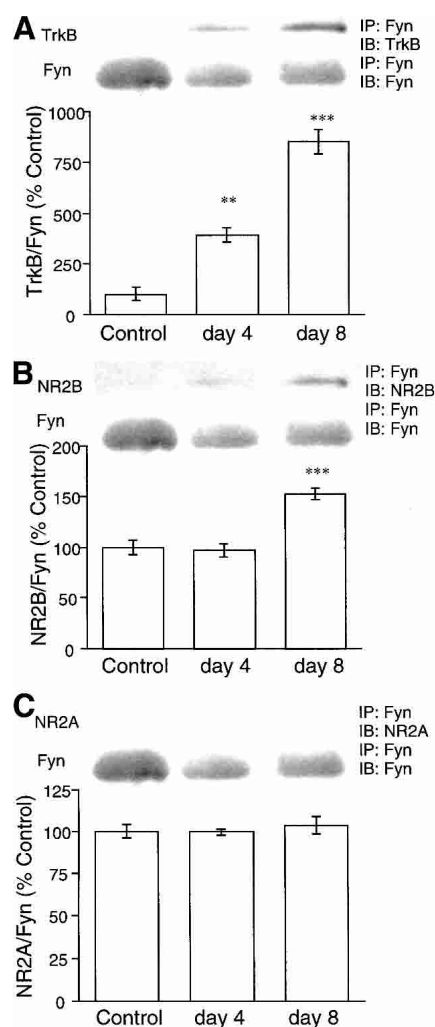 A
TrkB
IP: Fyn
IB: TrkB
Fyn
IP: Fyn
IB: Fyn
TrkB/Fyn (% Control)
1000
750
500
250
0
**
***
Control day 4 day 8
B
NR2B
IP: Fyn
IB: NR2B
Fyn
IP: Fyn
IB: Fyn
NR2B/Fyn (% Control)
200
150
100
50
0
***
Control day 4 day 8
C
NR2A
IP: Fyn
IB: NR2A
Fyn
IP: Fyn
IB: Fyn
NR2A/Fyn (% Control)
125
100
75
50
25
0
Control day 4 day 8